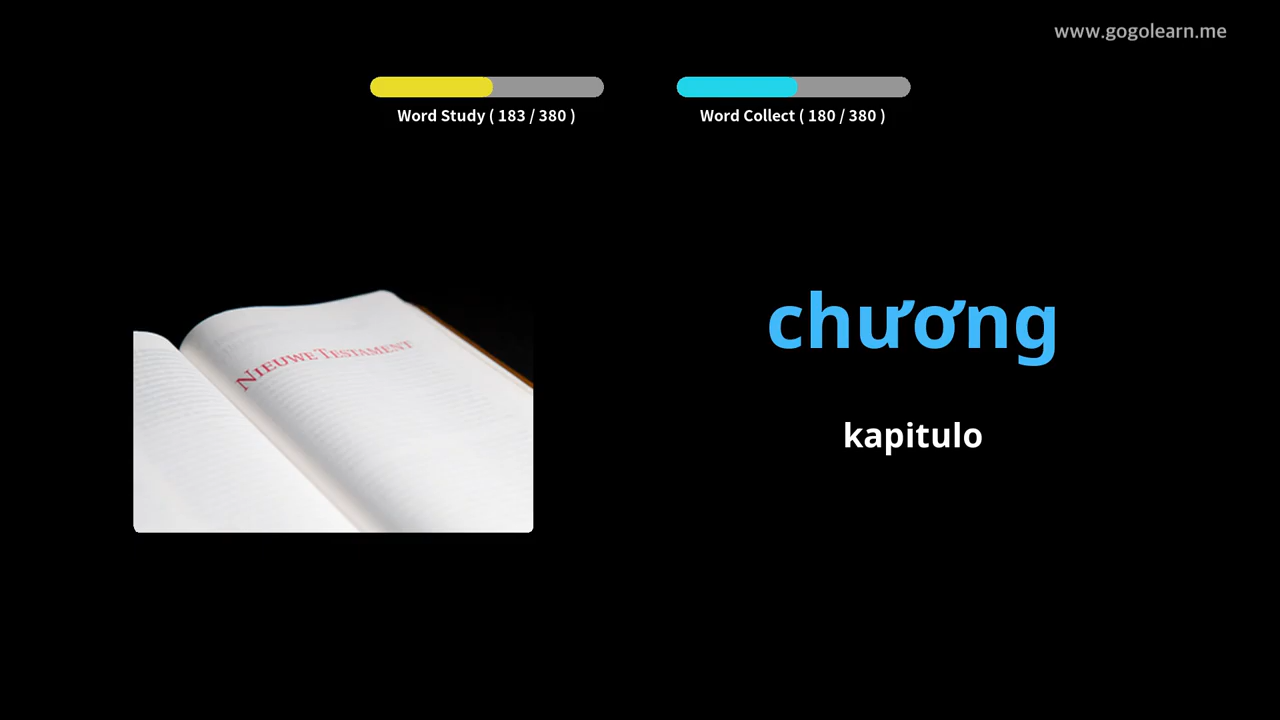 www.gogolearn.me
Word Study ( 183 / 380 )
Word Collect ( 180 / 380 )
NIEUWE TESTAMENT
chương
kapitulo